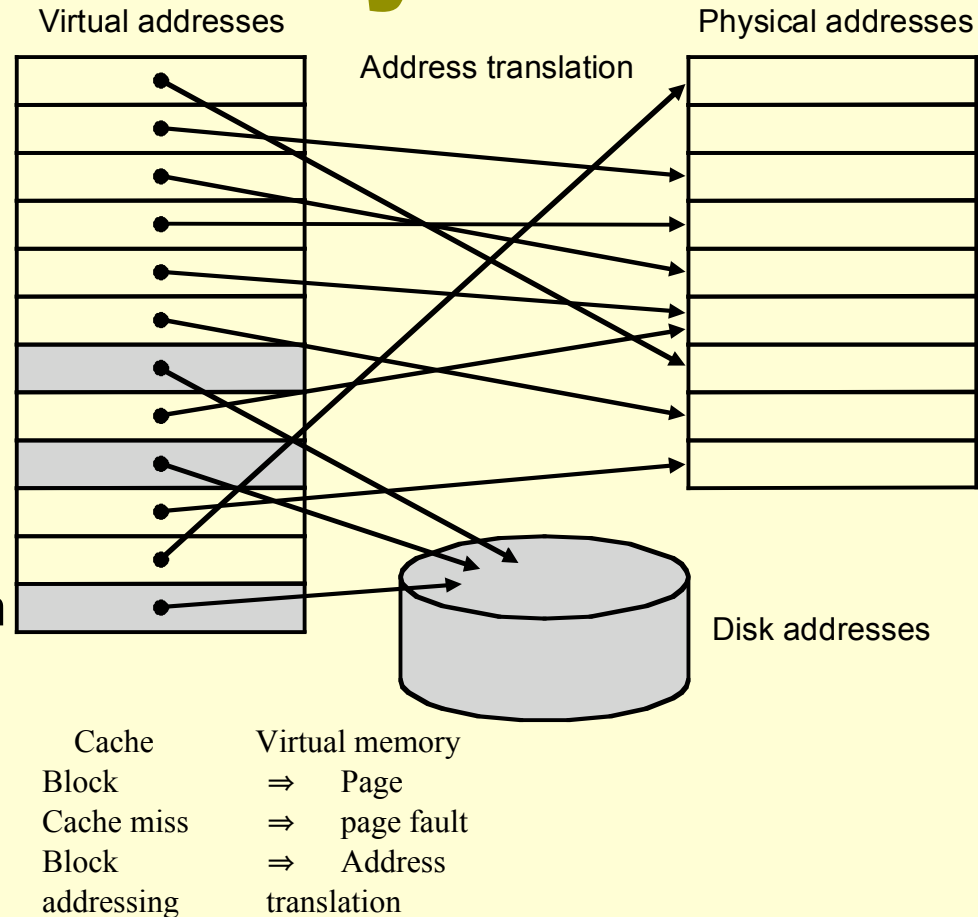 Virtual addresses
Physical addresses
Address translation
Disk addresses
Cache Virtual memory
Block ⇒ Page
Cache miss ⇒ page fault
Block ⇒ Address
addressing translation